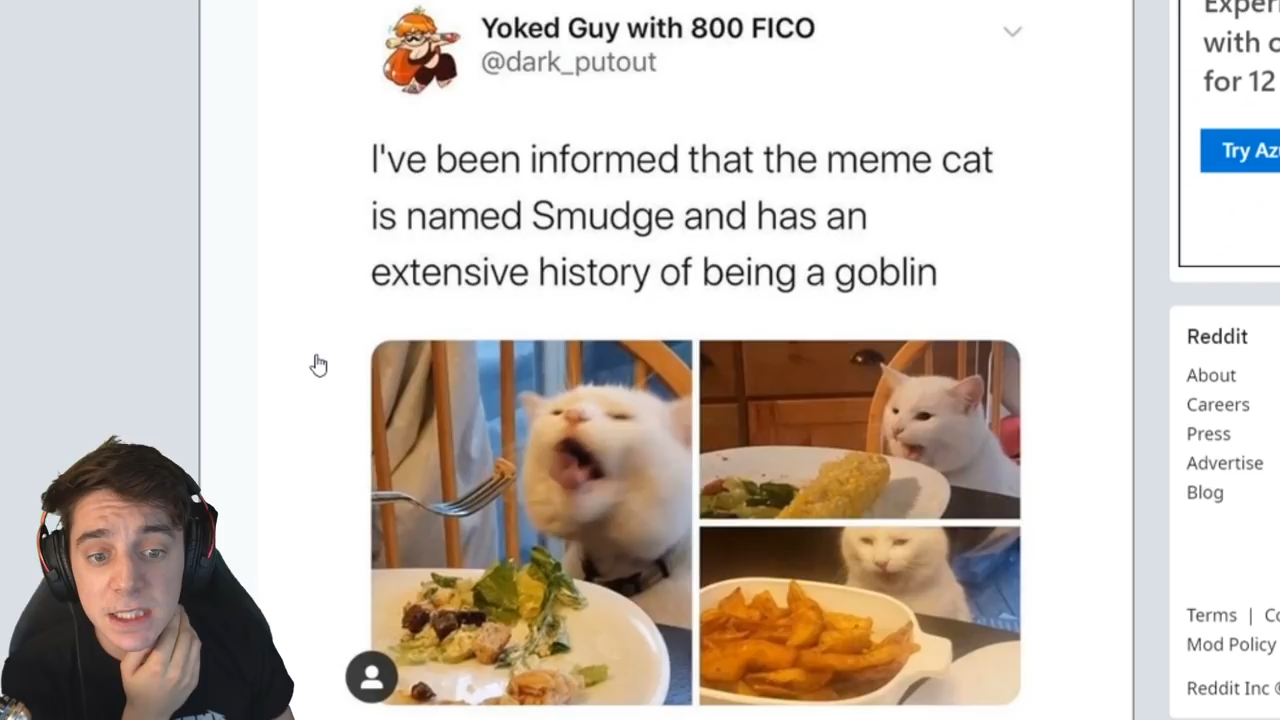 Yoked Guy with 800 FICO
@dark_putout
I've been informed that the meme cat
is named Smudge and has an
extensive history of being a goblin
with
for 12
Try
Reddit
About
Careers
Press
Advertise
Blog
Terms |
Mod Policy
Reddit Inc ©